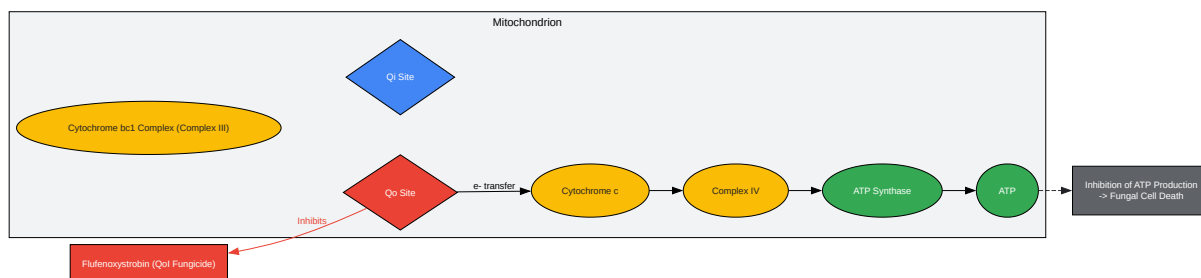 Mitochondrion
Qi Site
Cytochrome bc1 Complex (Complex III)
Qo Site
e- transfer
Cytochrome c
Complex IV
ATP Synthase
ATP
Inhibition of ATP Production
-> Fungal Cell Death
Inhibits
Flufenoxystrobin (QoI Fungicide)